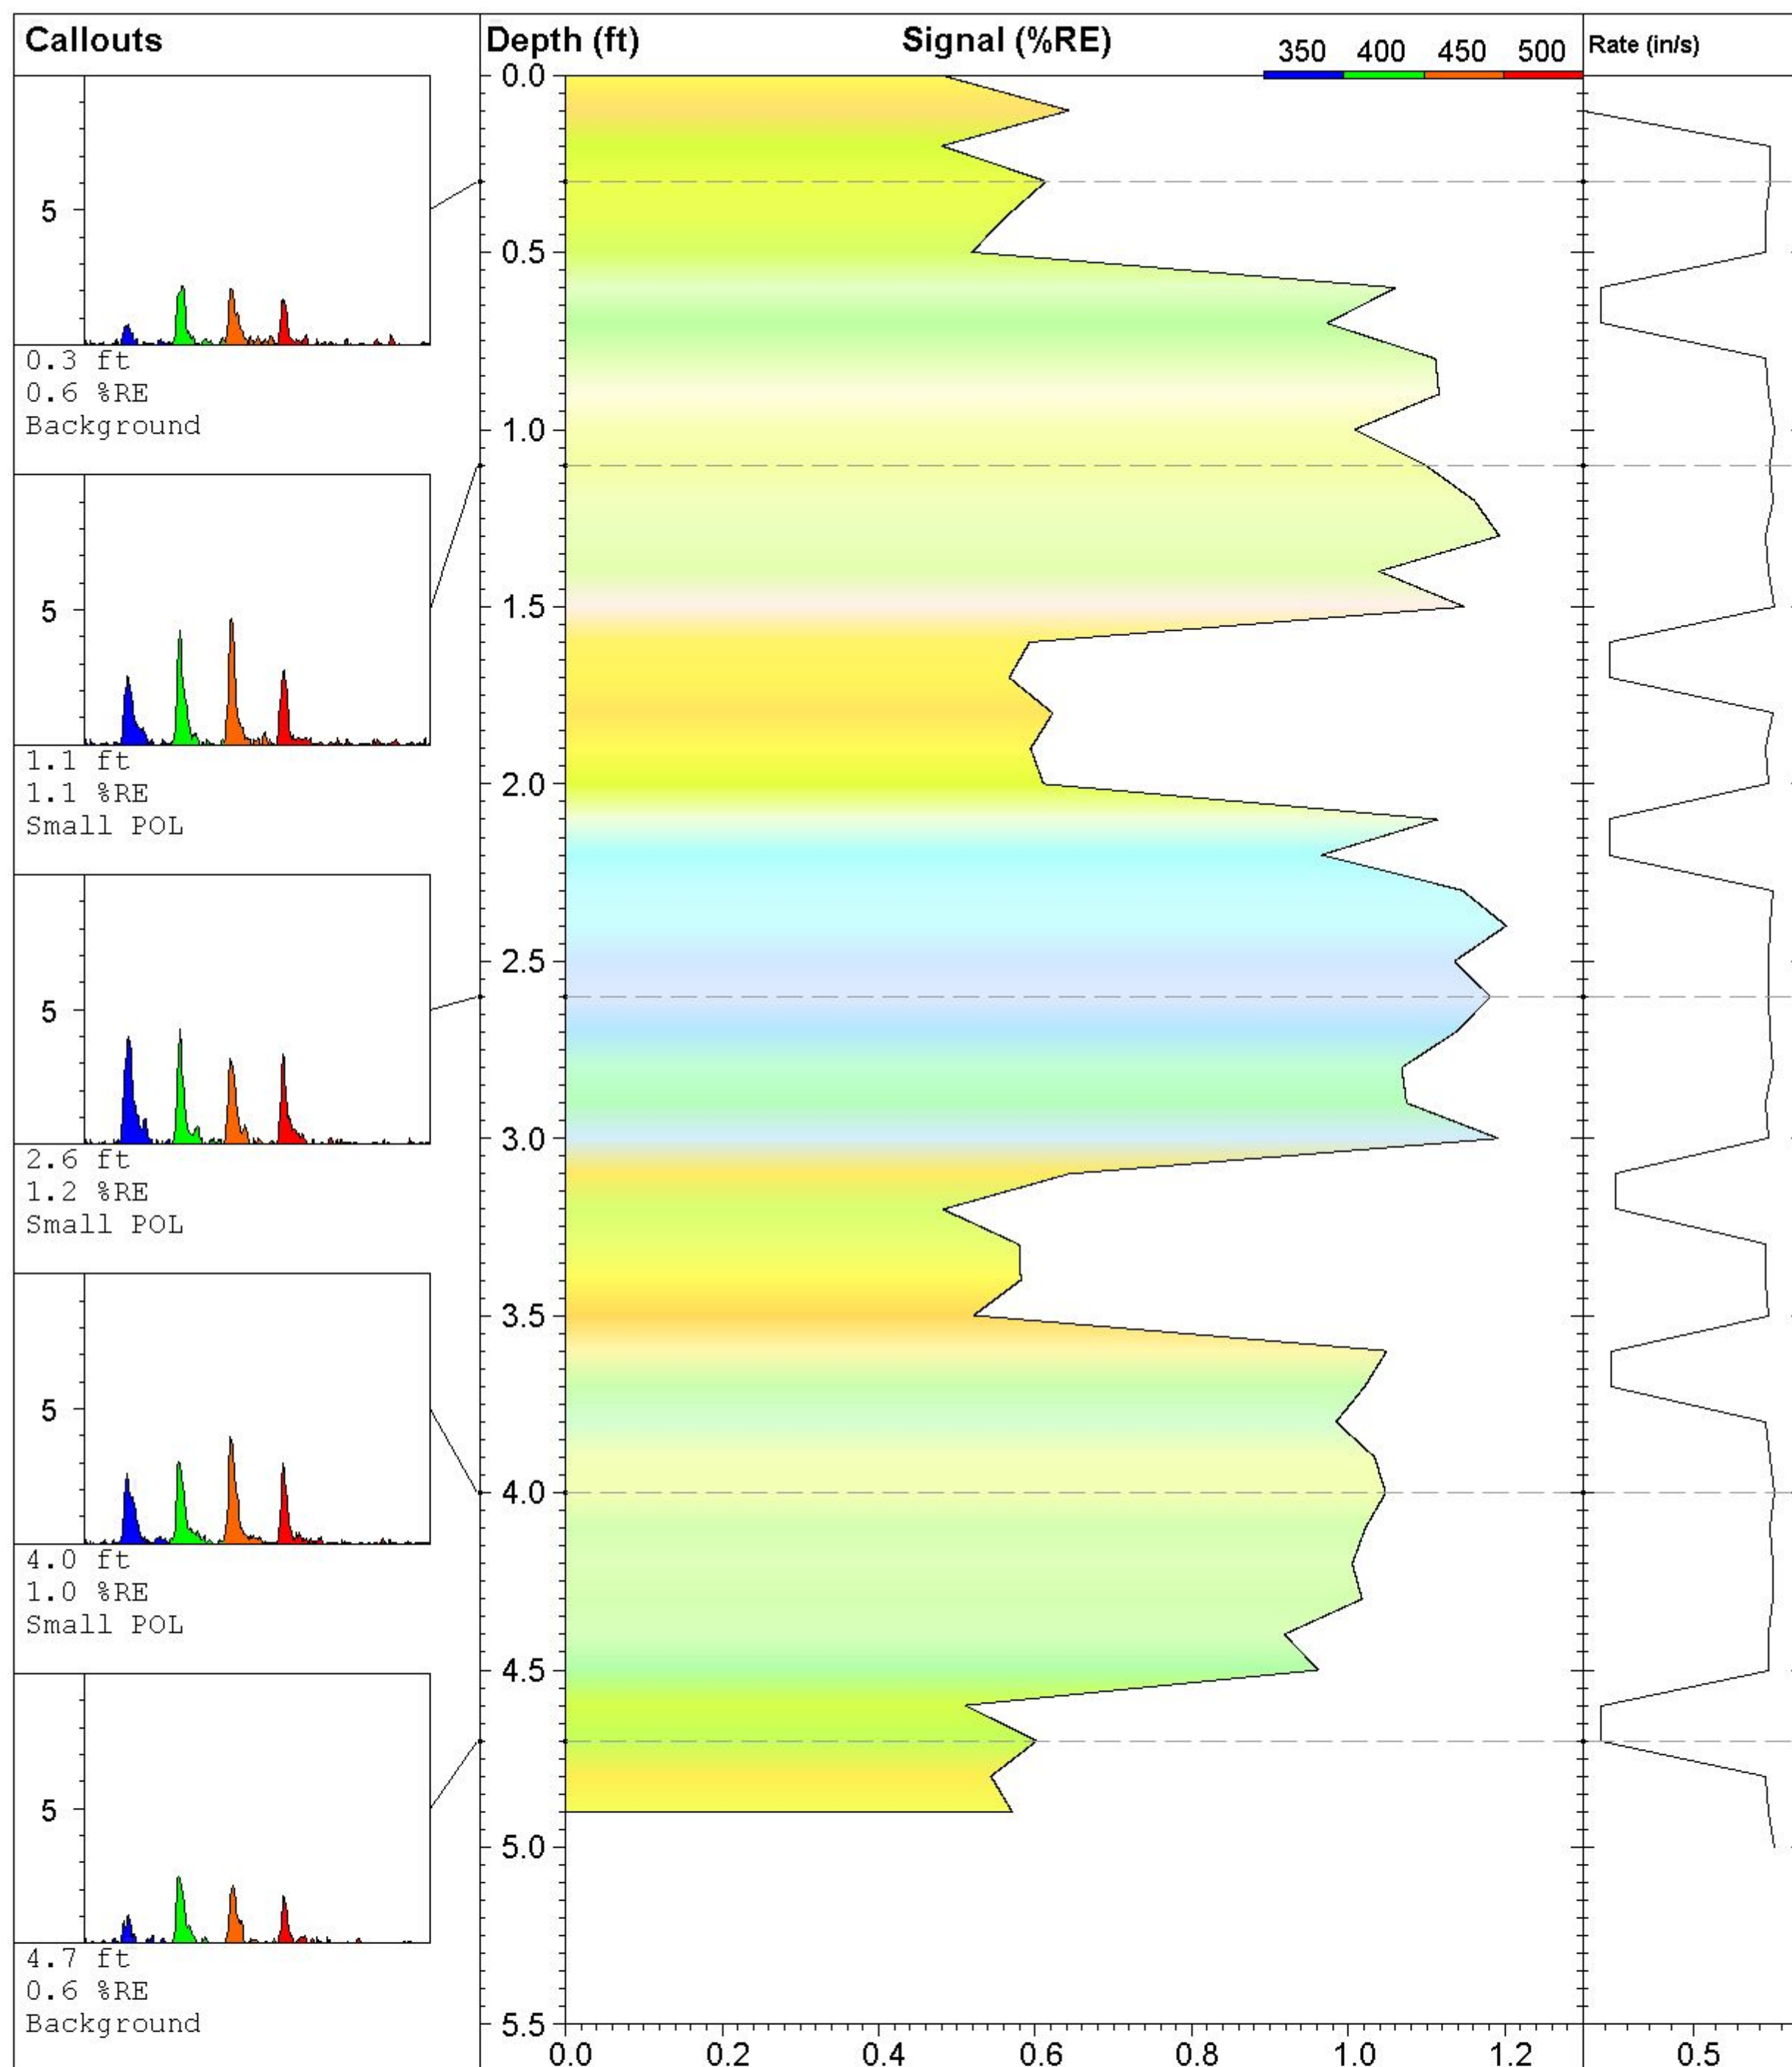 Callouts
Depth (ft)
Signal (%RE)
350 400 450 500
Rate (in/s)
5
0.3 ft
0.6 %RE
Background
5
1.1 ft
1.1 %RE
Small POL
5
2.6 ft
1.2 %RE
Small POL
5
4.0 ft
1.0 %RE
Small POL
5
4.7 ft
0.6 %RE
Background
0.0
0.5
1.0
1.5
2.0
2.5
3.0
3.5
4.0
4.5
5.0
5.5
0.0 0.2 0.4 0.6 0.8 1.0 1.2
0.5